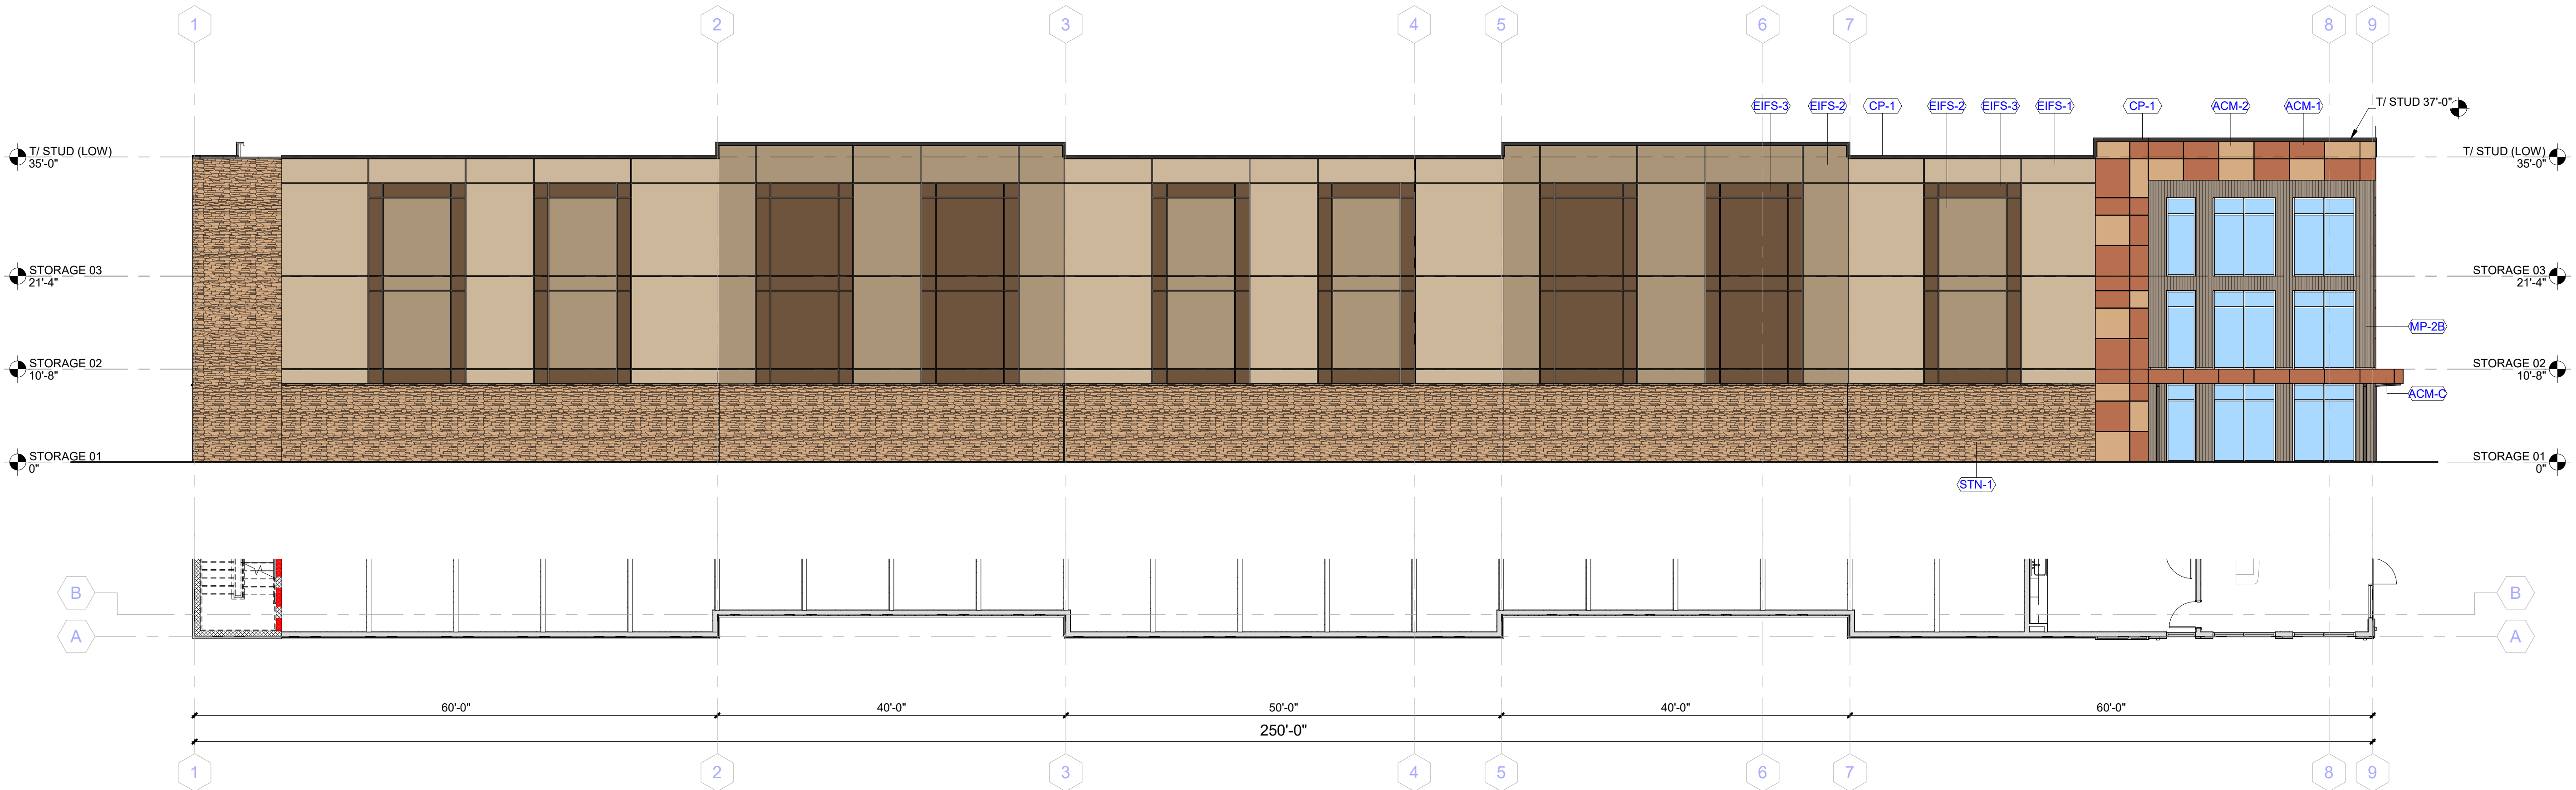 1 2 3 4 5 6 7 8 9
EIFS-3 EIFS-2 CP-1 EIFS-2 EIFS-3 EIFS-1 CP-1 ACM-2 ACM-1 T/ STUD 37'-0"
T/ STUD (LOW) T/ STUD (LOW)
35'-0" 35'-0"
STORAGE 03 STORAGE 03
21'-4" 21'-4"
MP-2B
STORAGE 02 STORAGE 02
10'-8" 10'-8"
ACM-C
STORAGE 01 STORAGE 01
0" 0"
STN-1
B B
A A
60'-0" 40'-0" 50'-0" 40'-0" 60'-0"
250'-0"
1 2 3 4 5 6 7 8 9